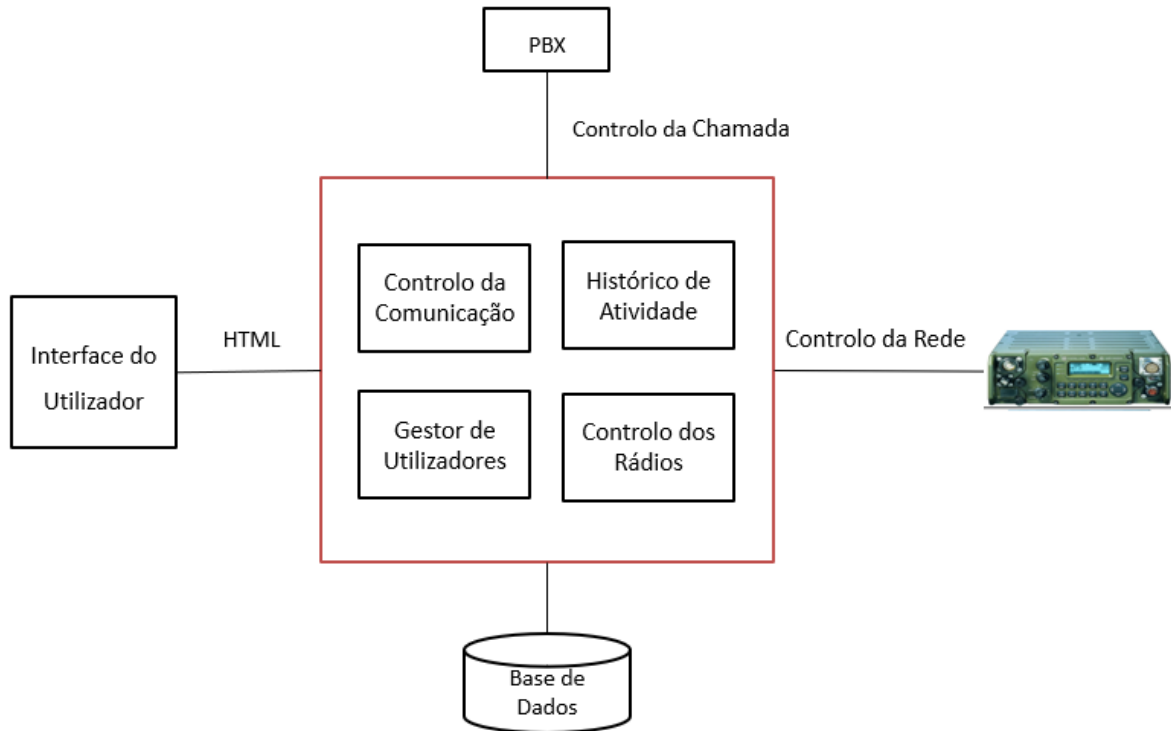 PBX
Controlo da Chamada
Controlo da
Comunicação
Histórico de
Atividade
Interface do
Utilizador
HTML
Controlo da Rede
Gestor de
Utilizadores
Controlo dos
Rádios
Base de
Dados